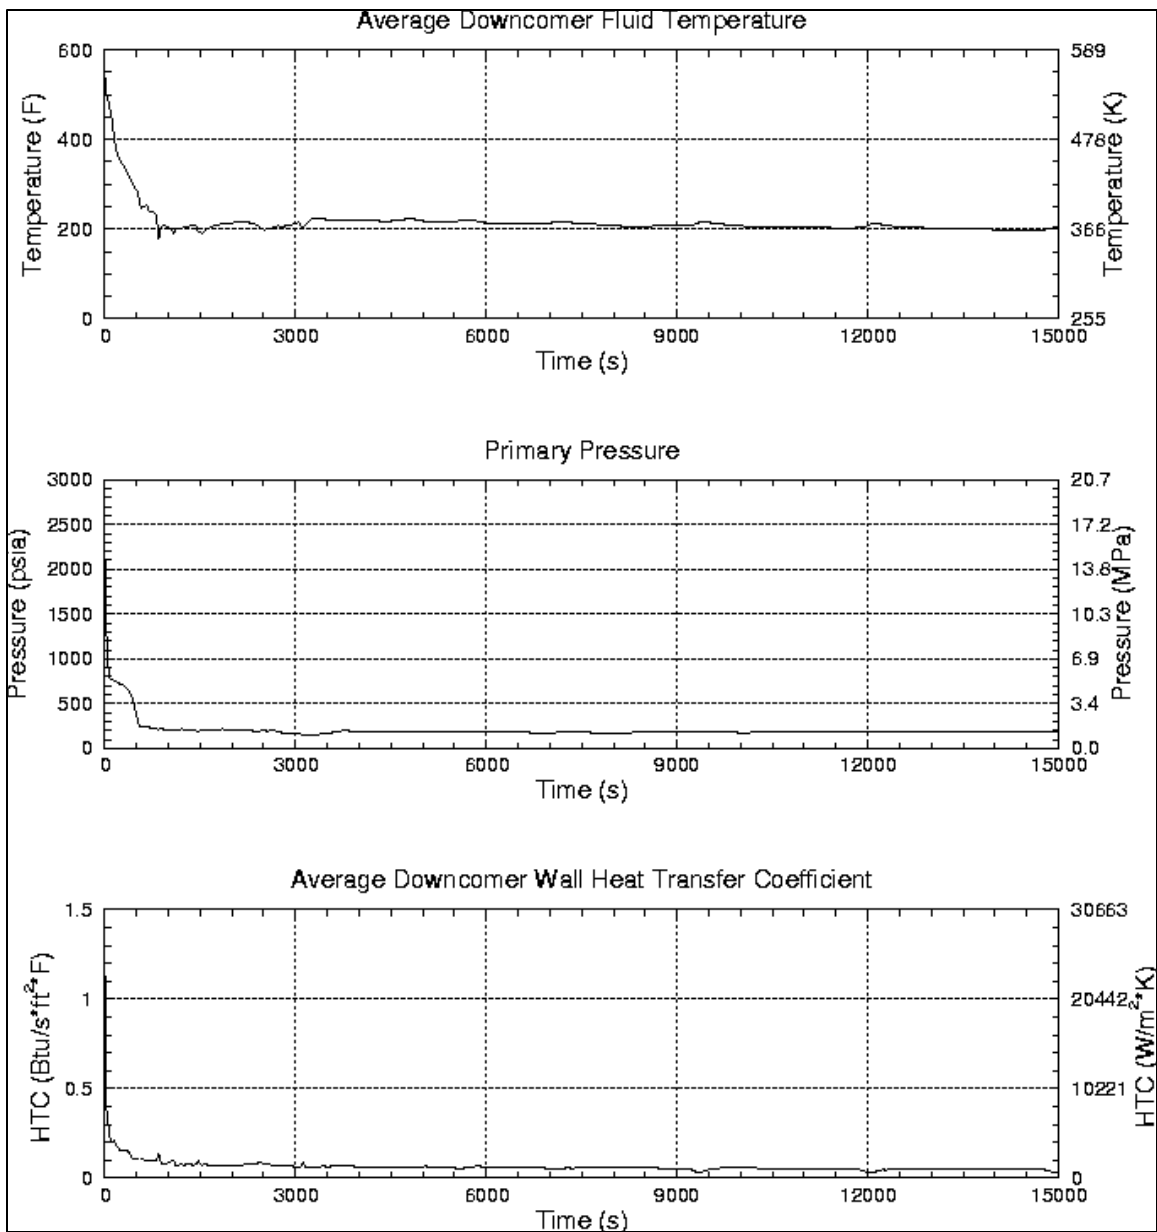 Average Downcomer Fluid Temperature
600
400
200
0
589
478
366
255
Temperature (F)
Temperature (K)
0 3000 6000 9000 12000 15000
Time (s)
Primary Pressure
3000
2500
2000
1500
1000
500
0
20.7
17.2
13.8
10.3
6.9
3.4
0.0
Pressure (psia)
Pressure (MPa)
0 3000 6000 9000 12000 15000
Time (s)
Average Downcomer Wall Heat Transfer Coefficient
1.5
1
0.5
0
30663
20442
10221
0
HTC (Btu/s*ft²*F)
HTC (W/m²*K)
0 3000 6000 9000 12000 15000
Time (s)